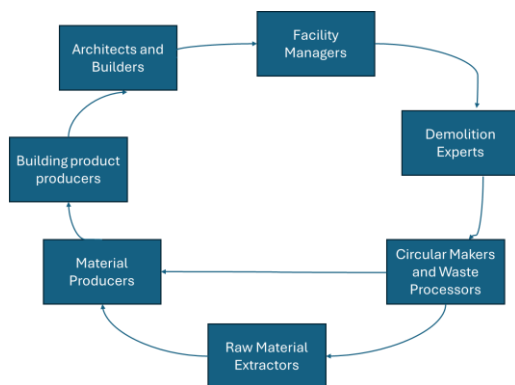 Facility
Managers
Architects and
Builders
Demolition
Experts
Building product
producers
Circular Makers
and Waste
Processors
Material
Producers
Raw Material
Extractors